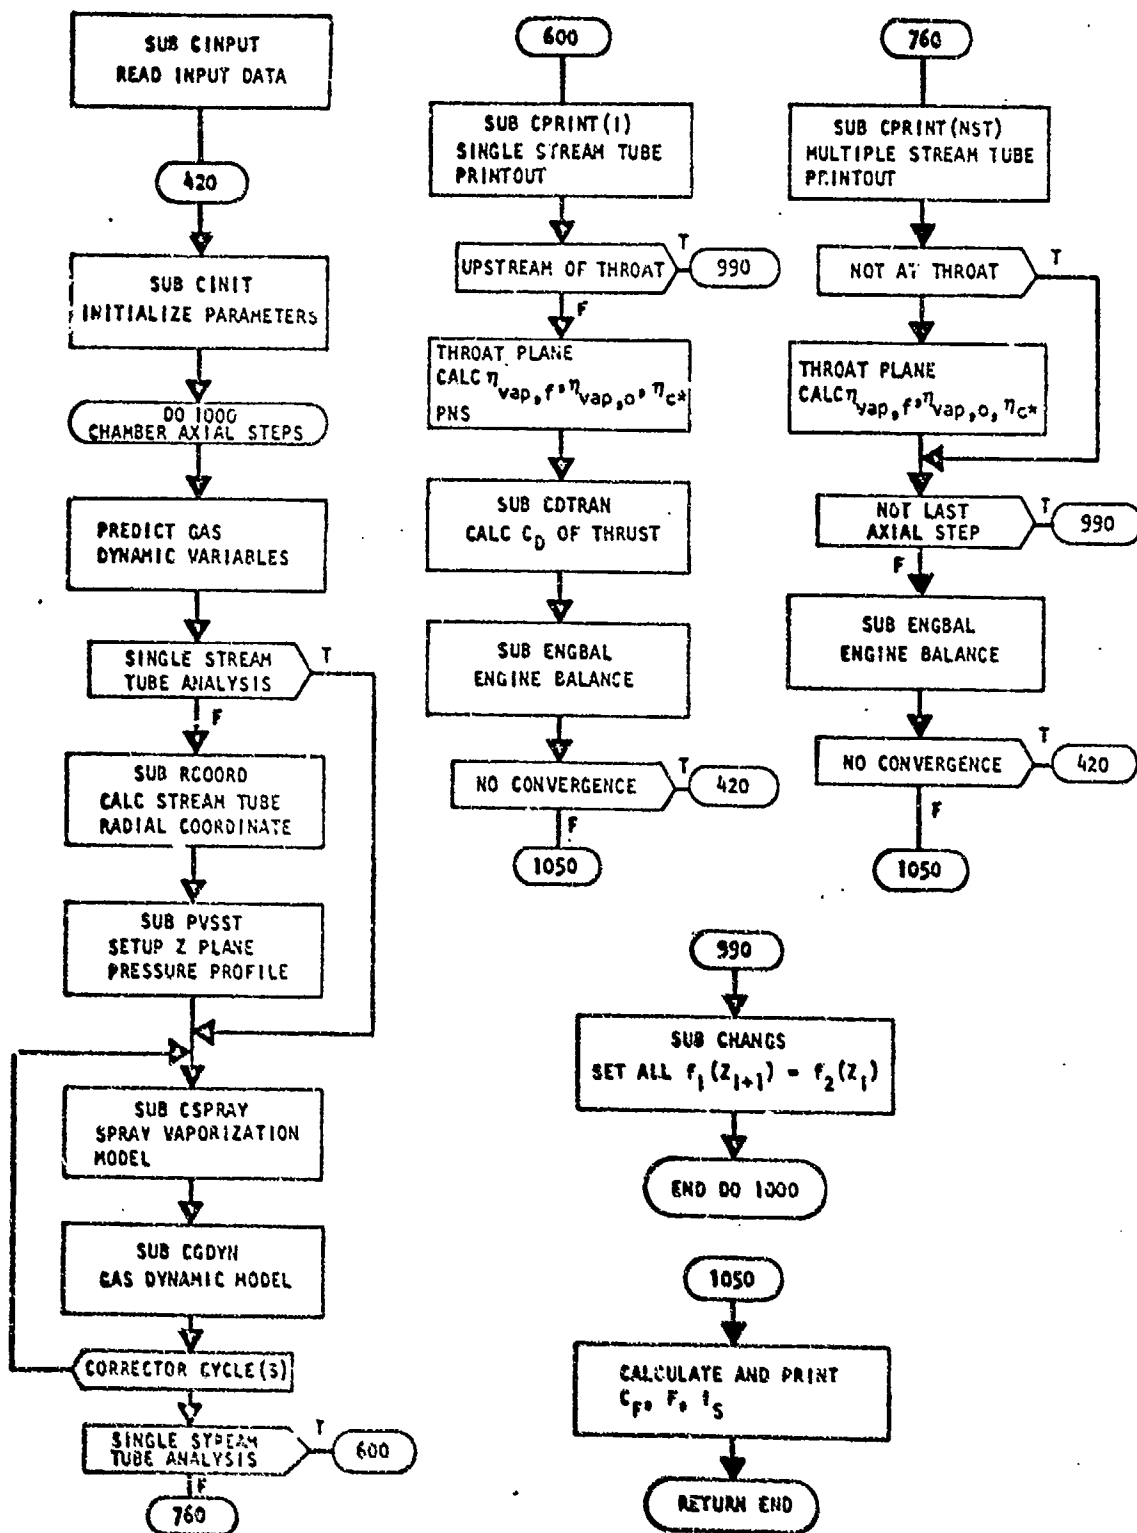 SUB CINPUT
READ INPUT DATA
420
SUB CINIT
INITIALIZE PARAMETERS
DO 1000
CHAMBER AXIAL STEPS
PREDICT GAS
DYNAMIC VARIABLES
SINGLE STREAM
TUBE ANALYSIS
T
F
SUB RCOORD
CALC STREAM TUBE
RADIAL COORDINATE
SUB PVSST
SETUP Z PLANE
PRESSURE PROFILE
SUB CSPRAY
SPRAY VAPORIZATION
MODEL
SUB CGDYN
GAS DYNAMIC MODEL
CORRECTOR CYCLE(S)
SINGLE STREAM
TUBE ANALYSIS
T
600
F
760
600
SUB CPRINT(1)
SINGLE STREAM TUBE
PRINTOUT
UPSTREAM OF THROAT
T
990
F
THROAT PLANE
CALC η_vap,f, η_vap,o, η_c*
PNS
SUB CDTRAN
CALC C_D OF THRUST
SUB ENGBAL
ENGINE BALANCE
NO CONVERGENCE
T
420
F
1050
760
SUB CPRINT(NST)
MULTIPLE STREAM TUBE
PRINTOUT
NOT AT THROAT
T
THROAT PLANE
CALC η_vap,f, η_vap,o, η_c*
NOT LAST
AXIAL STEP
T
990
F
SUB ENGBAL
ENGINE BALANCE
NO CONVERGENCE
T
420
F
1050
990
SUB CHANGS
SET ALL f_1(Z_i+1) = f_2(Z_i)
END DO 1000
1050
CALCULATE AND PRINT
C_F, F, I_S
RETURN END